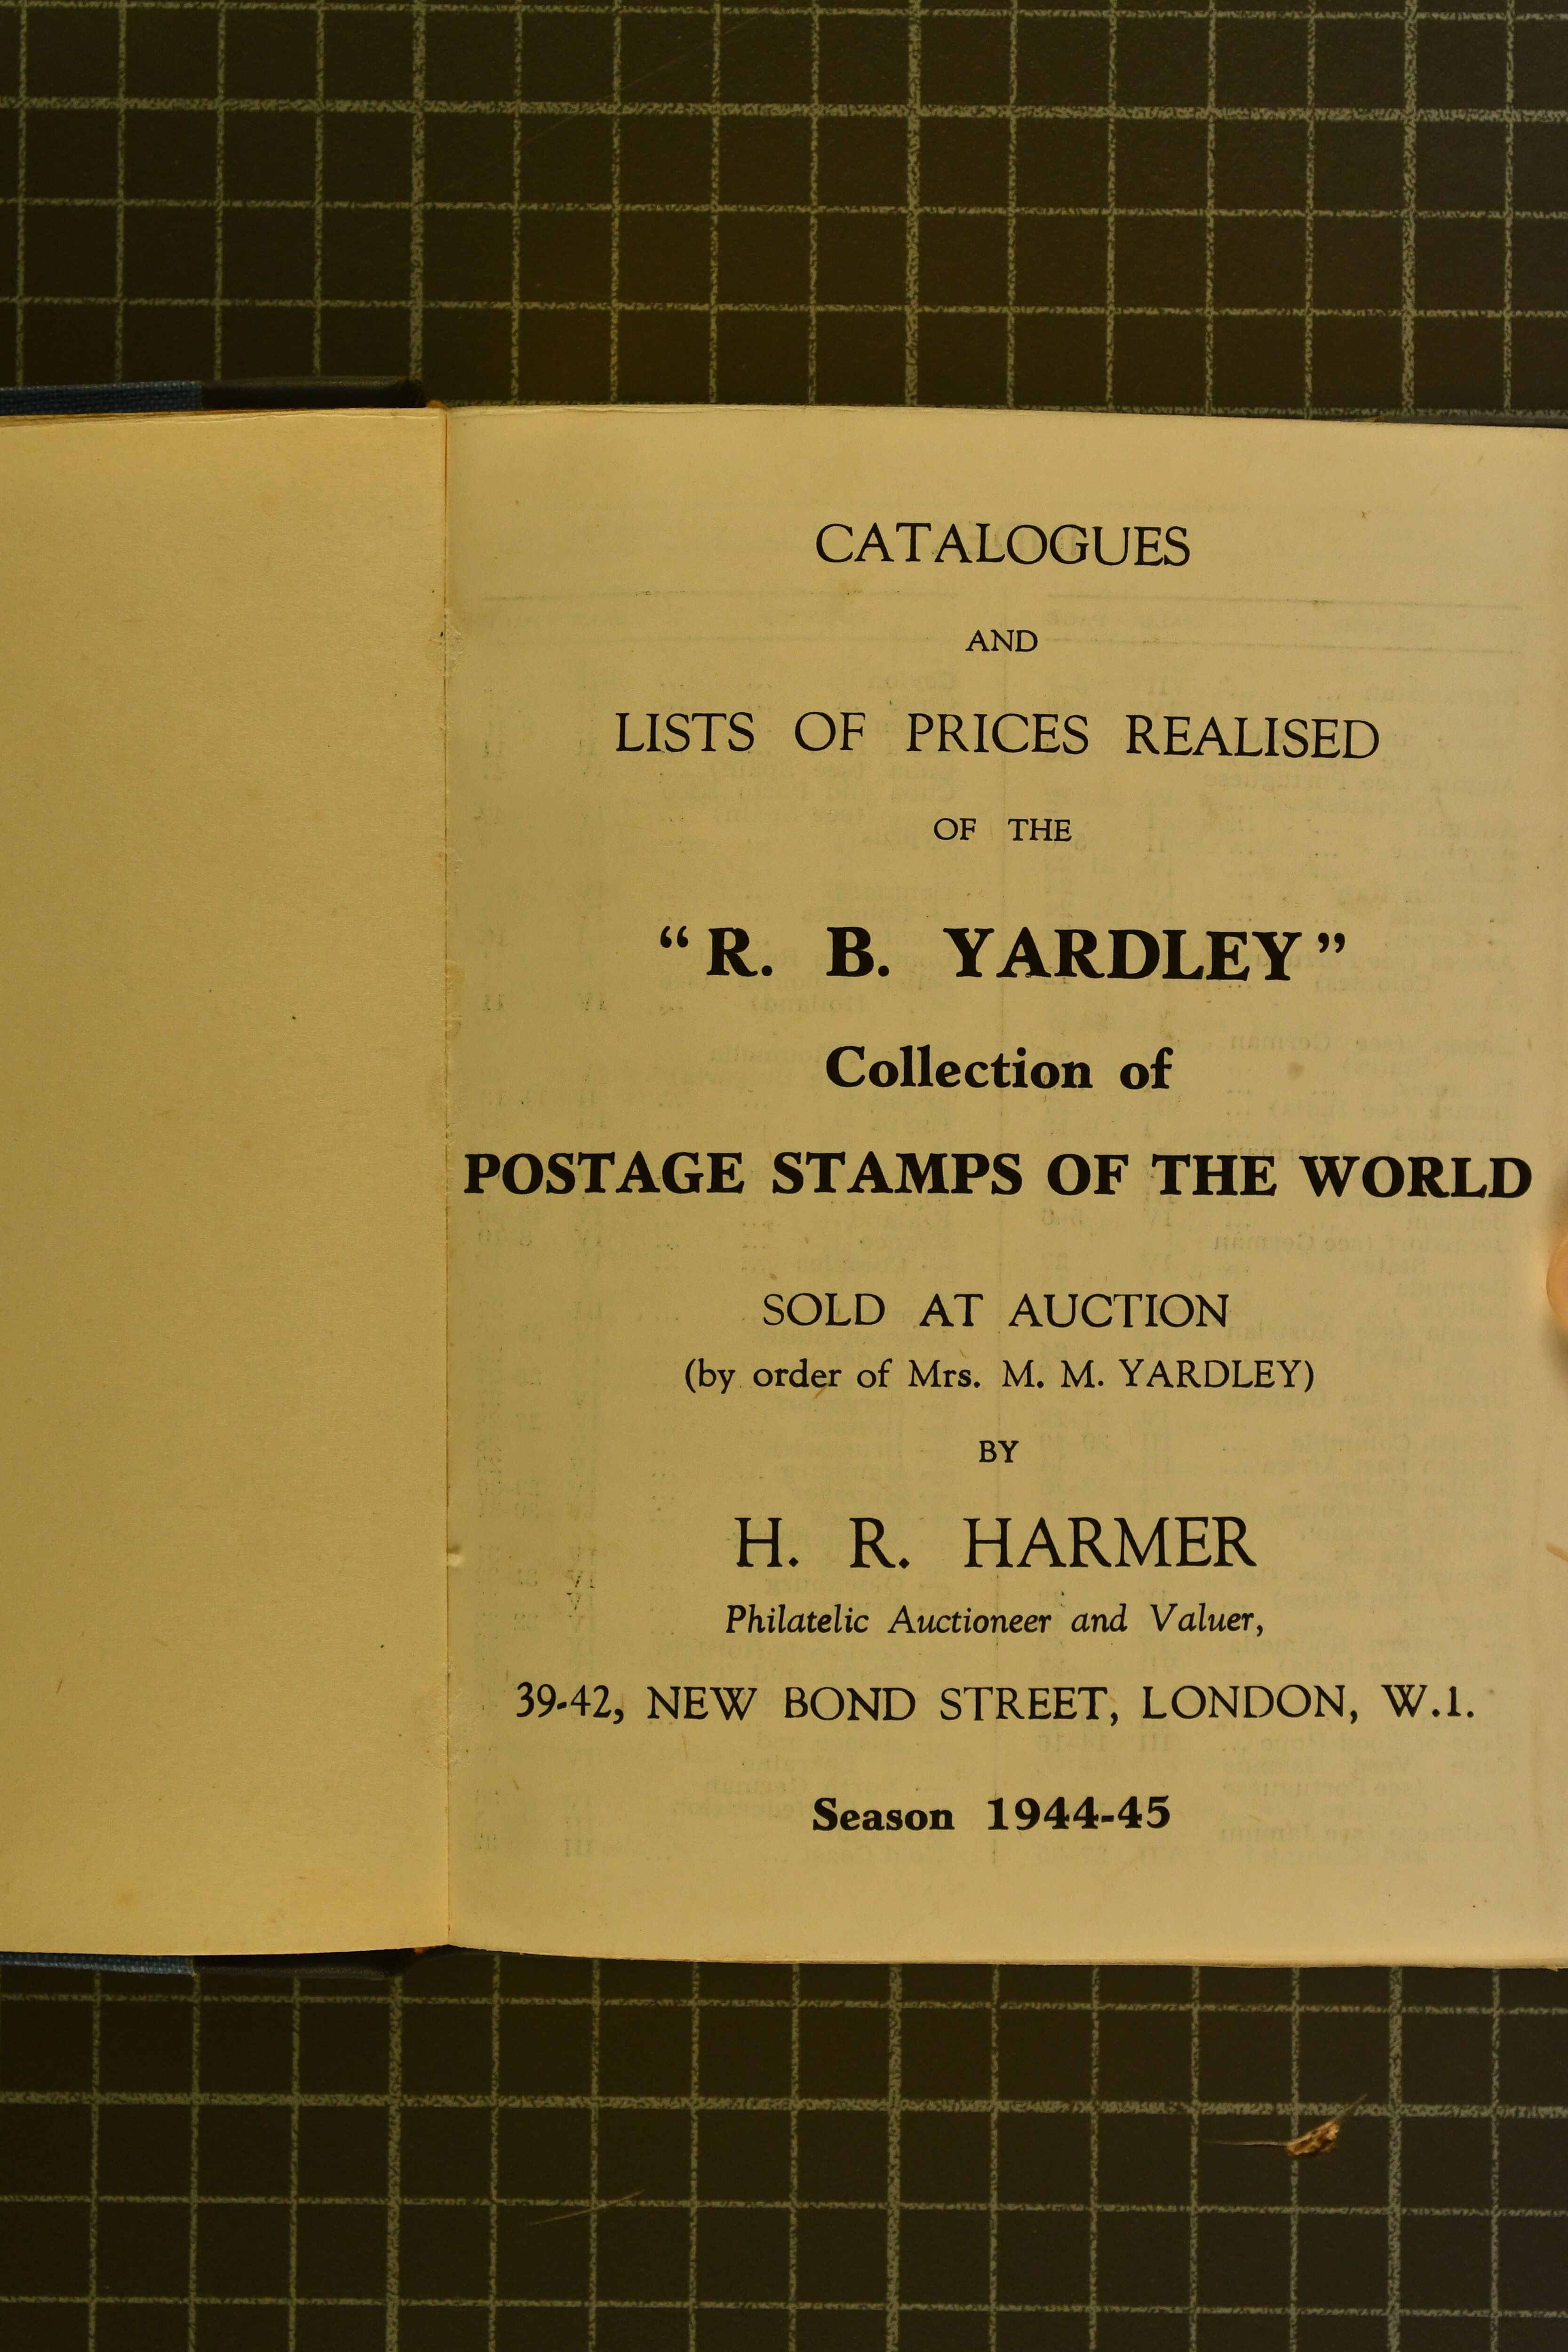 CATALOGUES
AND
LISTS OF PRICES REALISED
OF THE
“R. B. YARDLEY”
Collection of
POSTAGE STAMPS OF THE WORLD
SOLD AT AUCTION
(by order of Mrs. M. M. YARDLEY)
BY
H. R. HARMER
Philatelic Auctioneer and Valuer,
39-42, NEW BOND STREET, LONDON, W.1.
Season 1944-45